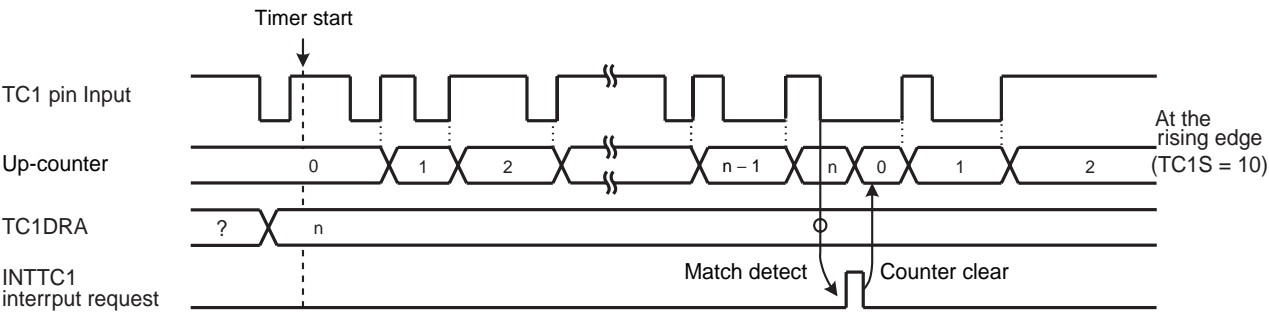 Timer start
TC1 pin Input
At the
rising edge
(TC1S = 10)
Up-counter
0
1
2
n – 1
n
0
1
2
TC1DRA
?
n
Match detect
Counter clear
INTTC1
interrput request